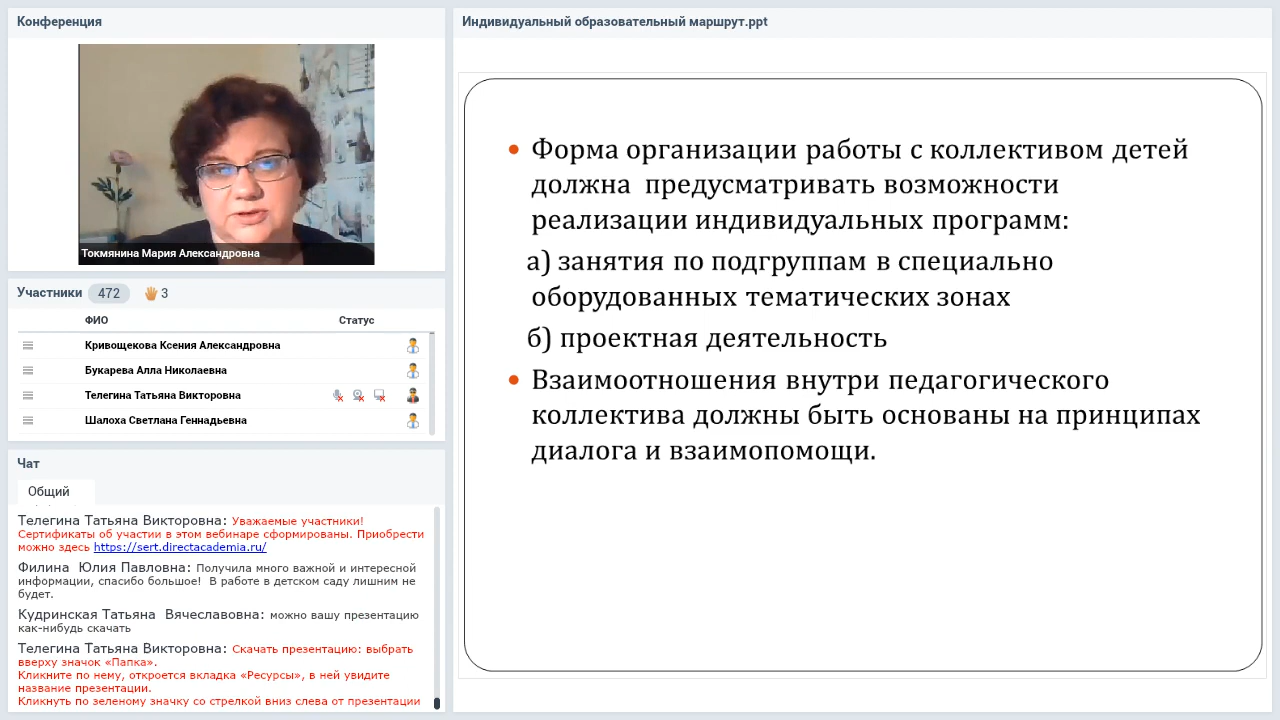 Конференция
Токмянина Мария Александровна
Участники 472 3
ФИО Статус
Кривощекова Ксения Александровна
Букарева Алла Николаевна
Телегина Татьяна Викторовна
Шалоха Светлана Геннадьевна
Чат
Общий
Телегина Татьяна Викторовна: Уважаемые участники!
Сертификаты об участии в этом вебинаре сформированы. Приобрести
можно здесь https://sert.directacademia.ru/
Филина Юлия Павловна: Получила много важной и интересной
информации, спасибо большое! В работе в детском саду лишним не
будет.
Кудринская Татьяна Вячеславовна: можно вашу презентацию
как-нибудь скачать
Телегина Татьяна Викторовна: Скачать презентацию: выбрать
вверху значок «Папка».
Кликните по нему, откроется вкладка «Ресурсы», в ней увидите
название презентации.
Кликнуть по зеленому значку со стрелкой вниз слева от презентации
Индивидуальный образовательный маршрут.ppt
• Форма организации работы с коллективом детей
должна предусматривать возможности
реализации индивидуальных программ:
а) занятия по подгруппам в специально
оборудованных тематических зонах
б) проектная деятельность
• Взаимоотношения внутри педагогического
коллектива должны быть основаны на принципах
диалога и взаимопомощи.